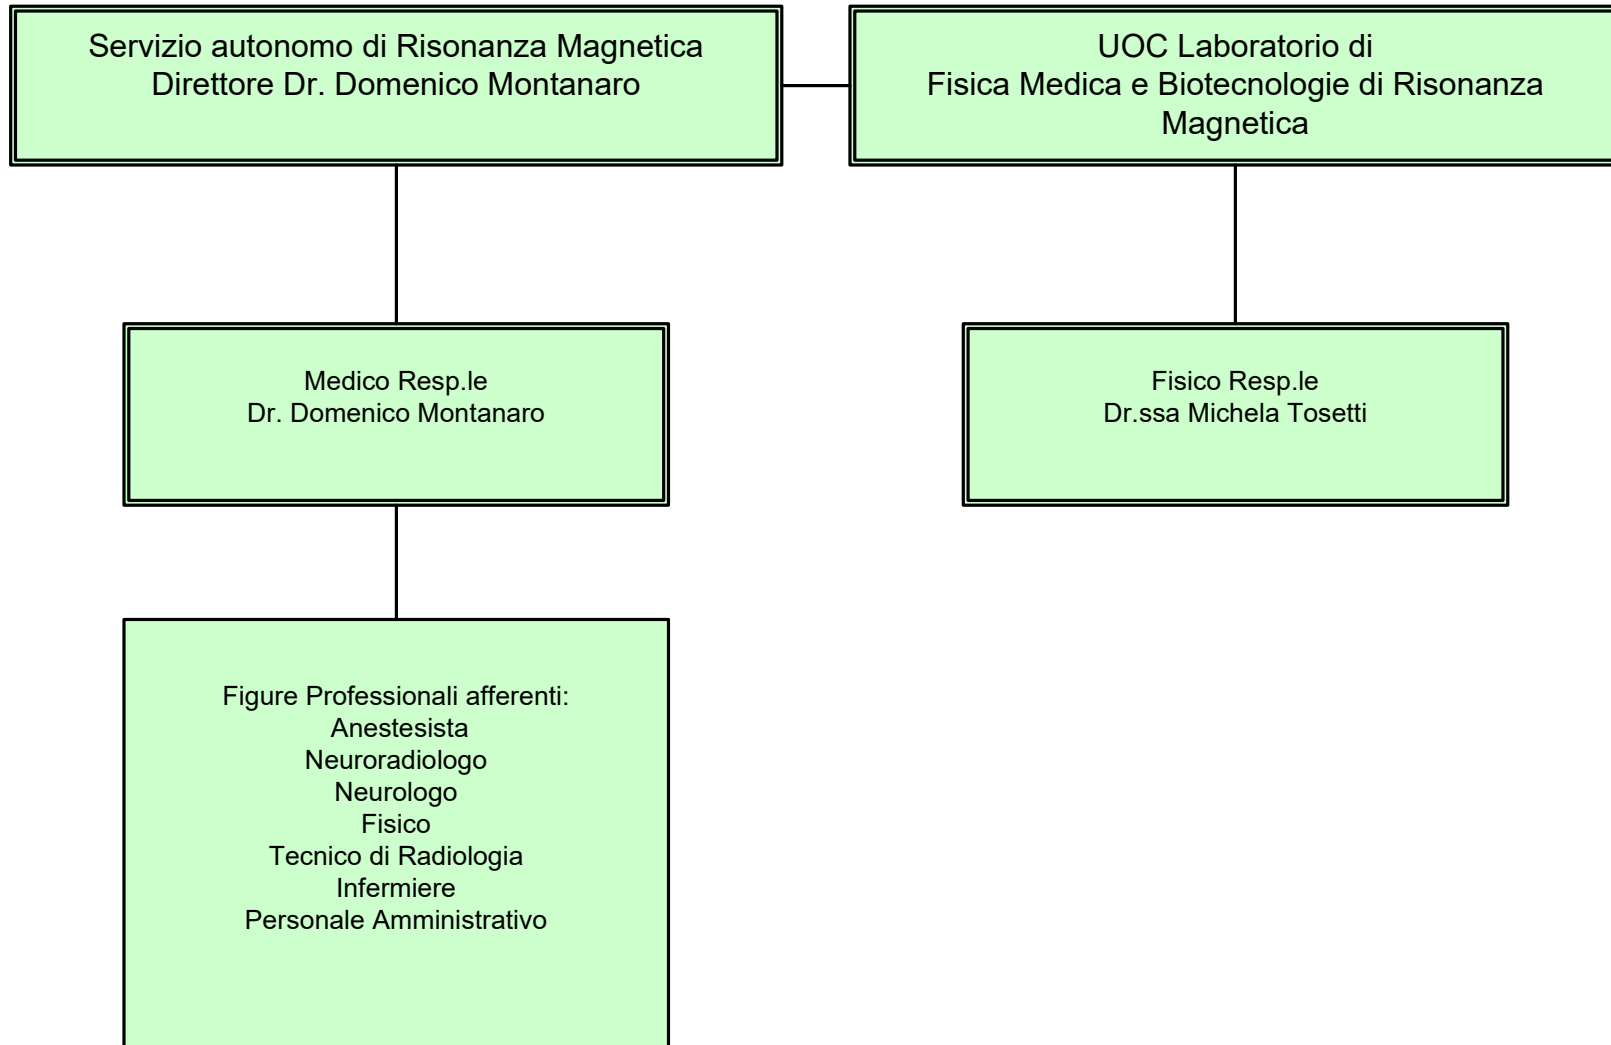 Servizio autonomo di Risonanza Magnetica
Direttore Dr. Domenico Montanaro
UOC Laboratorio di
Fisica Medica e Biotecnologie di Risonanza
Magnetica
Medico Resp.le
Dr. Domenico Montanaro
Fisico Resp.le
Dr.ssa Michela Tosetti
Figure Professionali afferenti:
Anestesista
Neuroradiologo
Neurologo
Fisico
Tecnico di Radiologia
Infermiere
Personale Amministrativo